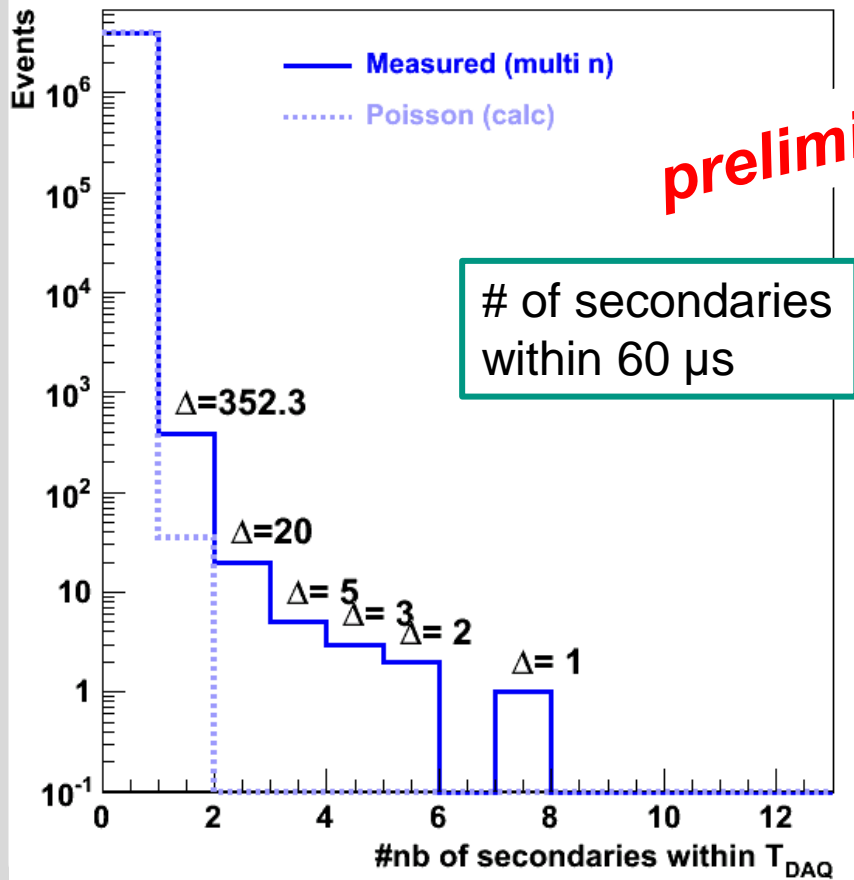 Events
Measured (multi n)
Poisson (calc)
prelimi
# of secondaries
within 60 µs
10⁶
10⁵
10⁴
10³
10²
10
1
10⁻¹
Δ=352.3
Δ=20
Δ= 5
Δ= 3
Δ= 2
Δ= 1
0 2 4 6 8 10 12
#nb of secondaries within T_DAQ